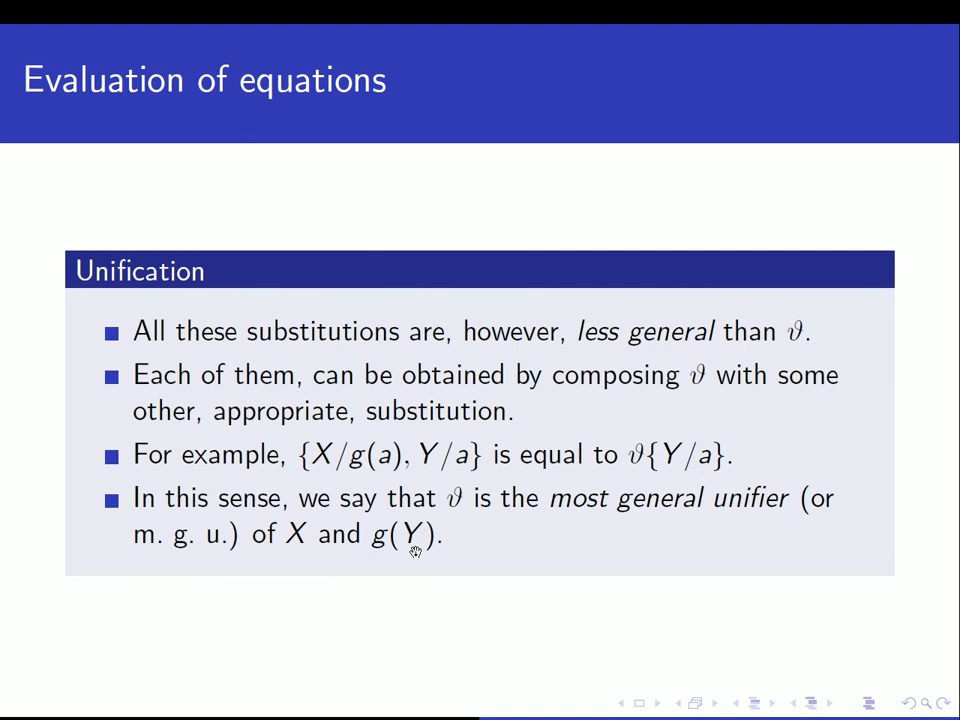 Evaluation of equations
Unification
All these substitutions are, however, less general than ϑ.
Each of them, can be obtained by composing ϑ with some
other, appropriate, substitution.
For example, {X/g(a), Y/a} is equal to ϑ{Y/a}.
In this sense, we say that ϑ is the most general unifier (or
m. g. u.) of X and g(Y).